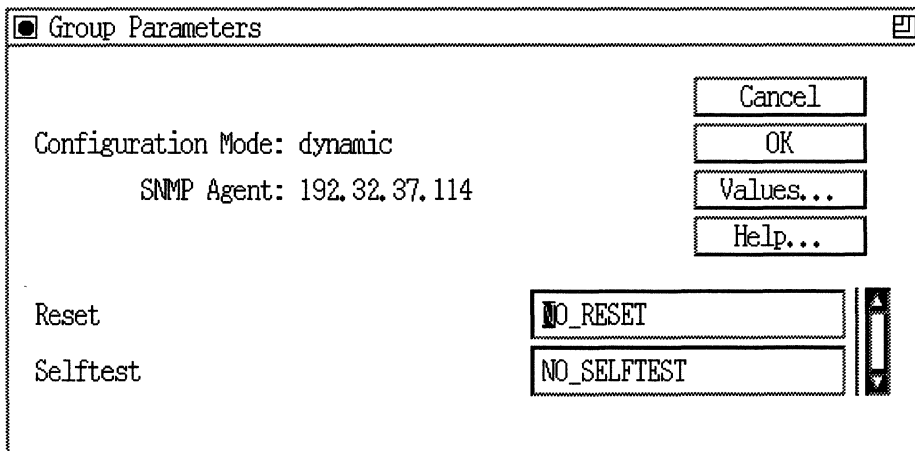 Group Parameters
Cancel
Configuration Mode: dynamic
OK
SNMP Agent: 192.32.37.114
Values...
Help...
Reset
NO_RESET
Selftest
NO_SELFTEST